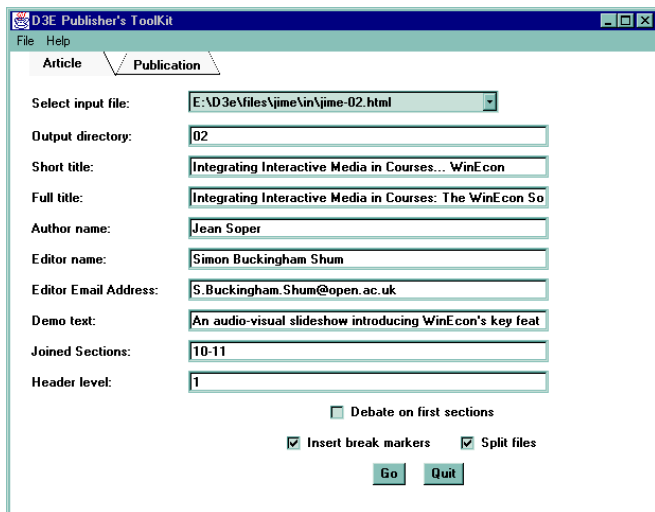 D3E Publisher's ToolKit
File Help
Article Publication
Select input file: E:\D3e\files\jime\in\jime-02.html
Output directory: 02
Short title: Integrating Interactive Media in Courses... WinEcon
Full title: Integrating Interactive Media in Courses: The WinEcon So
Author name: Jean Soper
Editor name: Simon Buckingham Shum
Editor Email Address: S.Buckingham.Shum@open.ac.uk
Demo text: An audio-visual slideshow introducing WinEcon's key feat
Joined Sections: 10-11
Header level: 1
Debate on first sections
Insert break markers Split files
Go Quit